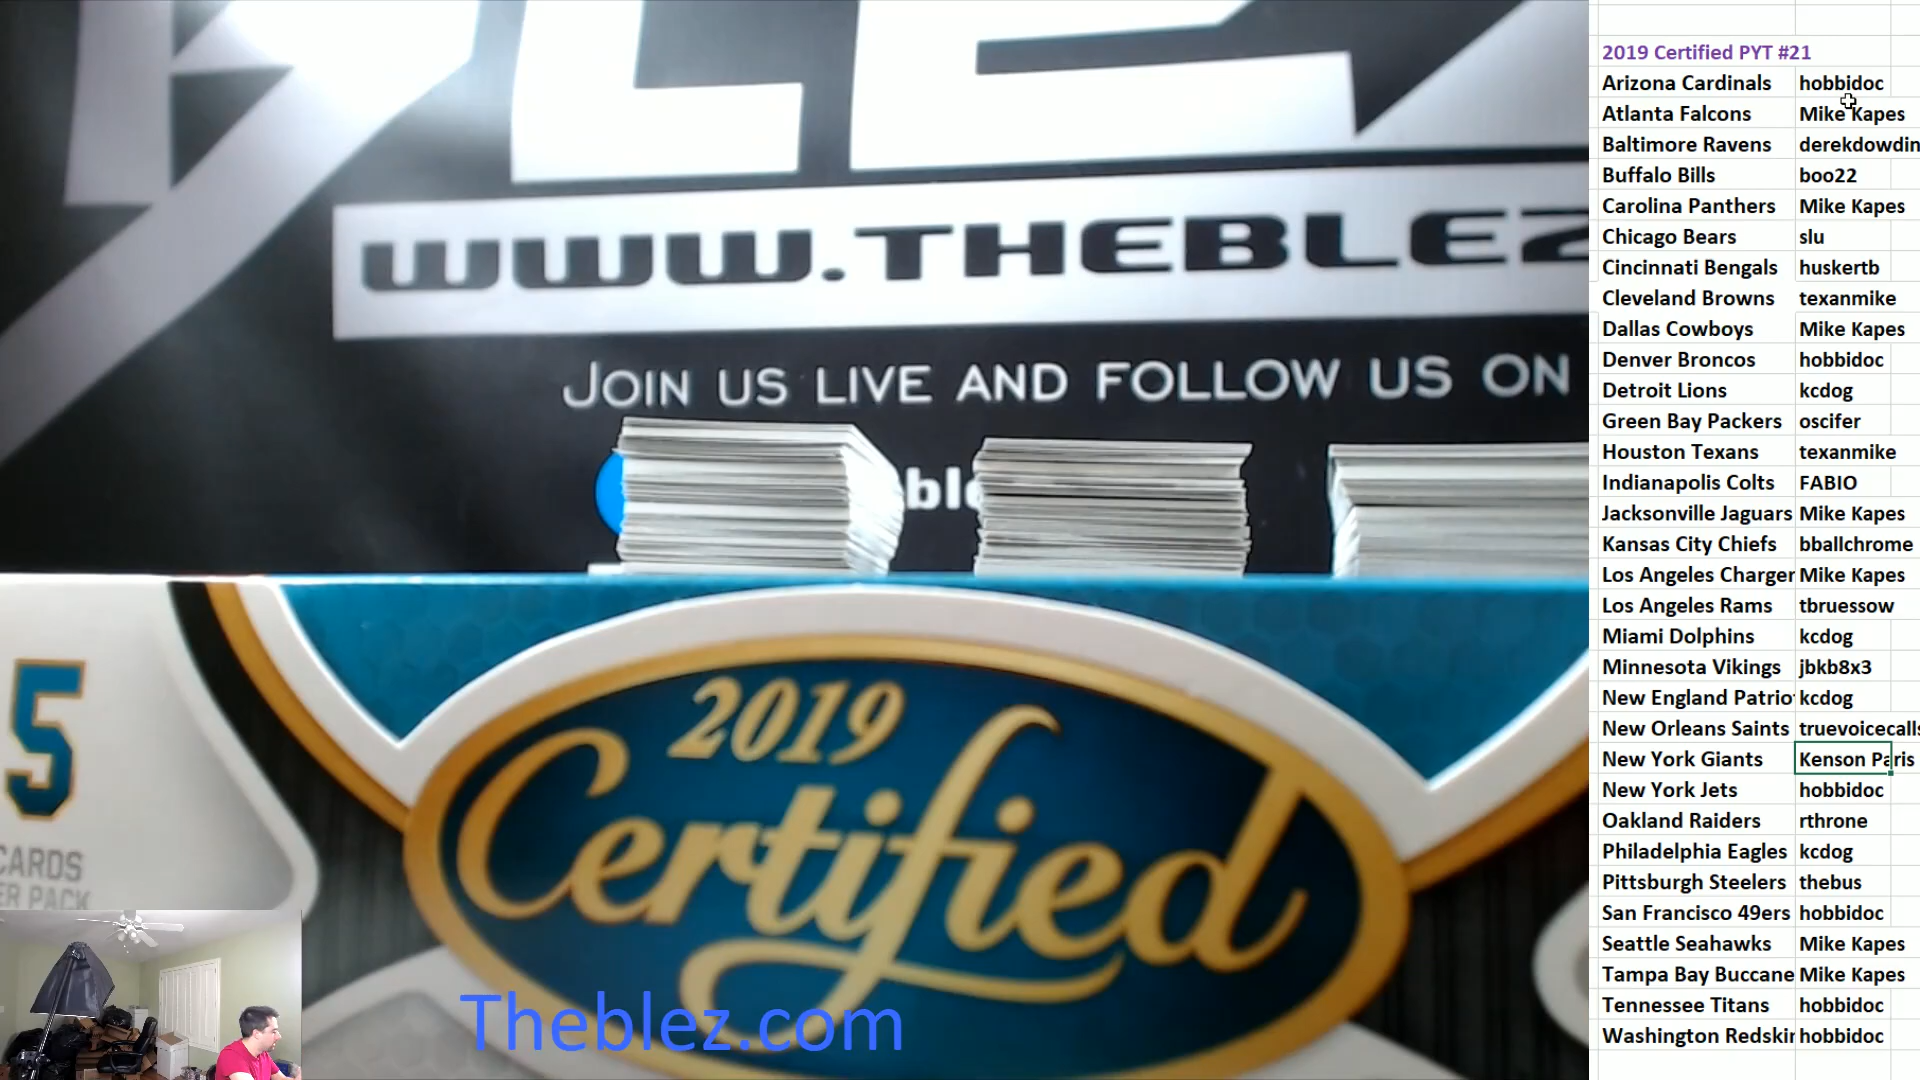 WWW.THEBLEZ
JOIN US LIVE AND FOLLOW US ON
5
CARDS
ER PACK
2019
Certified
Theblez.com
2019 Certified PYT #21
Arizona Cardinals hobbidoc
Atlanta Falcons Mike Kapes
Baltimore Ravens derekdowdin
Buffalo Bills boo22
Carolina Panthers Mike Kapes
Chicago Bears slu
Cincinnati Bengals huskertb
Cleveland Browns texanmike
Dallas Cowboys Mike Kapes
Denver Broncos hobbidoc
Detroit Lions kcdog
Green Bay Packers oscifer
Houston Texans texanmike
Indianapolis Colts FABIO
Jacksonville Jaguars Mike Kapes
Kansas City Chiefs bballchrome
Los Angeles Charger Mike Kapes
Los Angeles Rams tbruessow
Miami Dolphins kcdog
Minnesota Vikings jbkb8x3
New England Patriot kcdog
New Orleans Saints truevoicecalls
New York Giants Kenson Paris
New York Jets hobbidoc
Oakland Raiders rthrone
Philadelphia Eagles kcdog
Pittsburgh Steelers thebus
San Francisco 49ers hobbidoc
Seattle Seahawks Mike Kapes
Tampa Bay Buccane Mike Kapes
Tennessee Titans hobbidoc
Washington Redskin hobbidoc